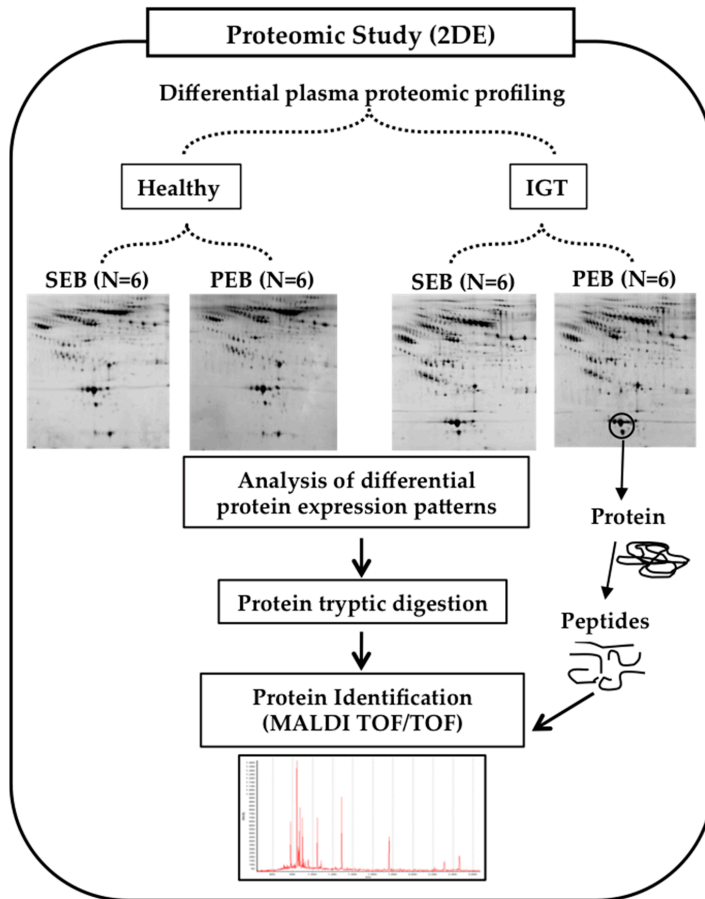 Proteomic Study (2DE)
Differential plasma proteomic profiling
Healthy
IGT
SEB (N=6)
PEB (N=6)
SEB (N=6)
PEB (N=6)
Analysis of differential
protein expression patterns
Protein
Protein tryptic digestion
Peptides
Protein Identification
(MALDI TOF/TOF)